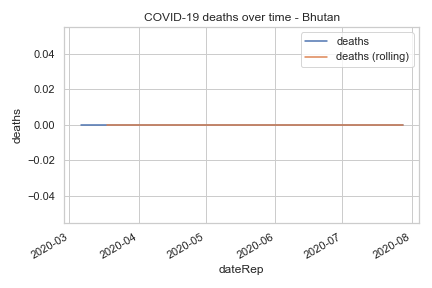 COVID-19 deaths over time - Bhutan
deaths
deaths (rolling)
0.04
0.02
0.00
−0.02
−0.04
deaths
2020-03
2020-04
2020-05
2020-06
2020-07
2020-08
dateRep